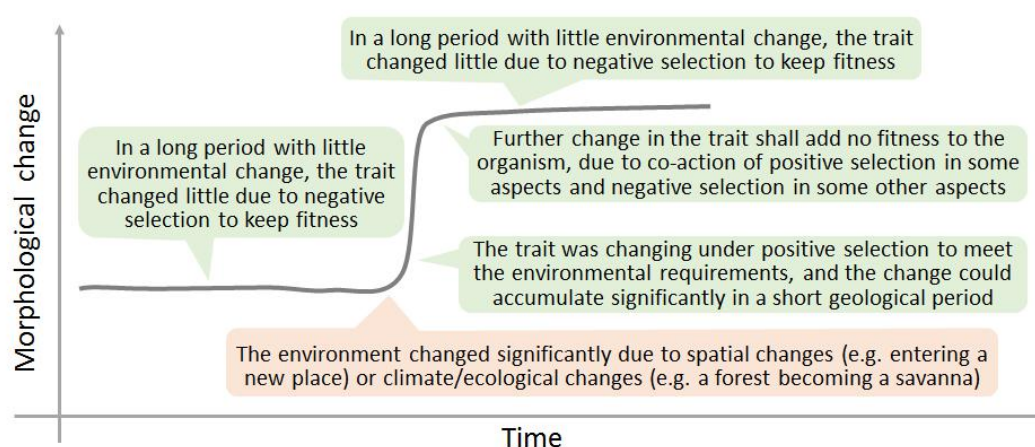 In a long period with little environmental change, the trait
changed little due to negative selection to keep fitness
In a long period with little
environmental change, the trait
changed little due to negative
selection to keep fitness
Further change in the trait shall add no fitness to the
organism, due to co-action of positive selection in some
aspects and negative selection in some other aspects
The trait was changing under positive selection to meet
the environmental requirements, and the change could
accumulate significantly in a short geological period
The environment changed significantly due to spatial changes (e.g. entering a
new place) or climate/ecological changes (e.g. a forest becoming a savanna)
Morphological change
Time